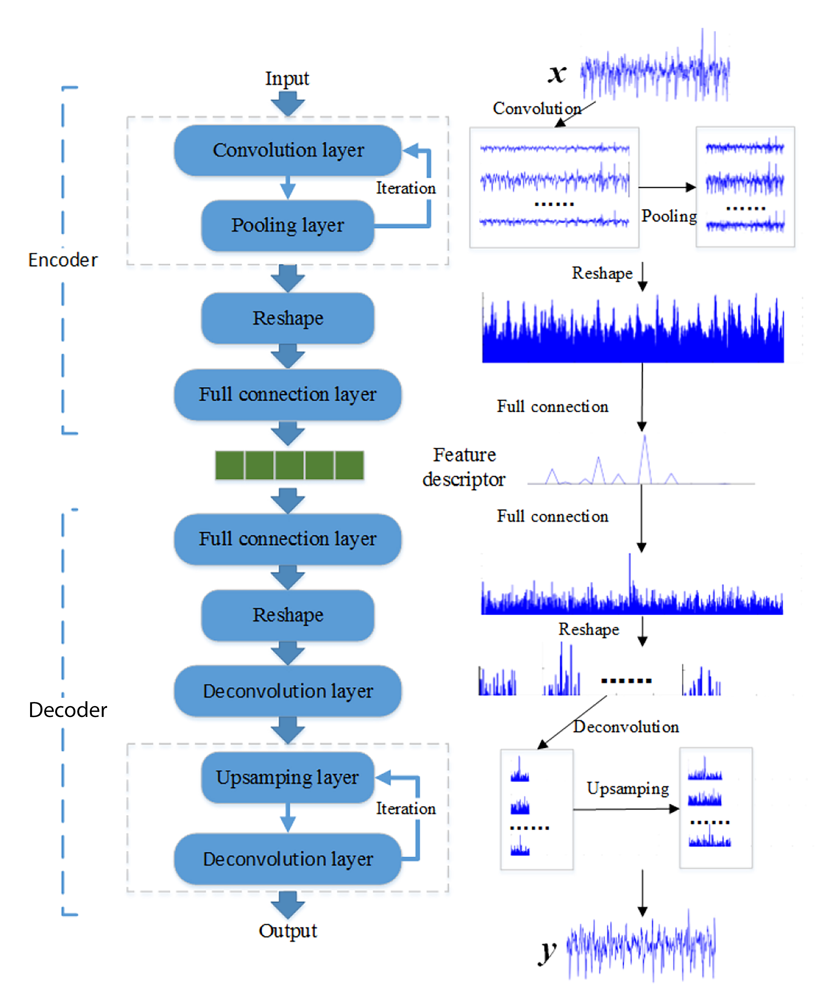 Input
Convolution layer
Iteration
Pooling layer
Encoder
Reshape
Full connection layer
Full connection layer
Reshape
Deconvolution layer
Decoder
Upsamping layer
Iteration
Deconvolution layer
Output
x
Convolution
......
......
Pooling
Reshape
Full connection
Feature
descriptor
Full connection
Reshape
......
Deconvolution
Upsamping
......
......
y